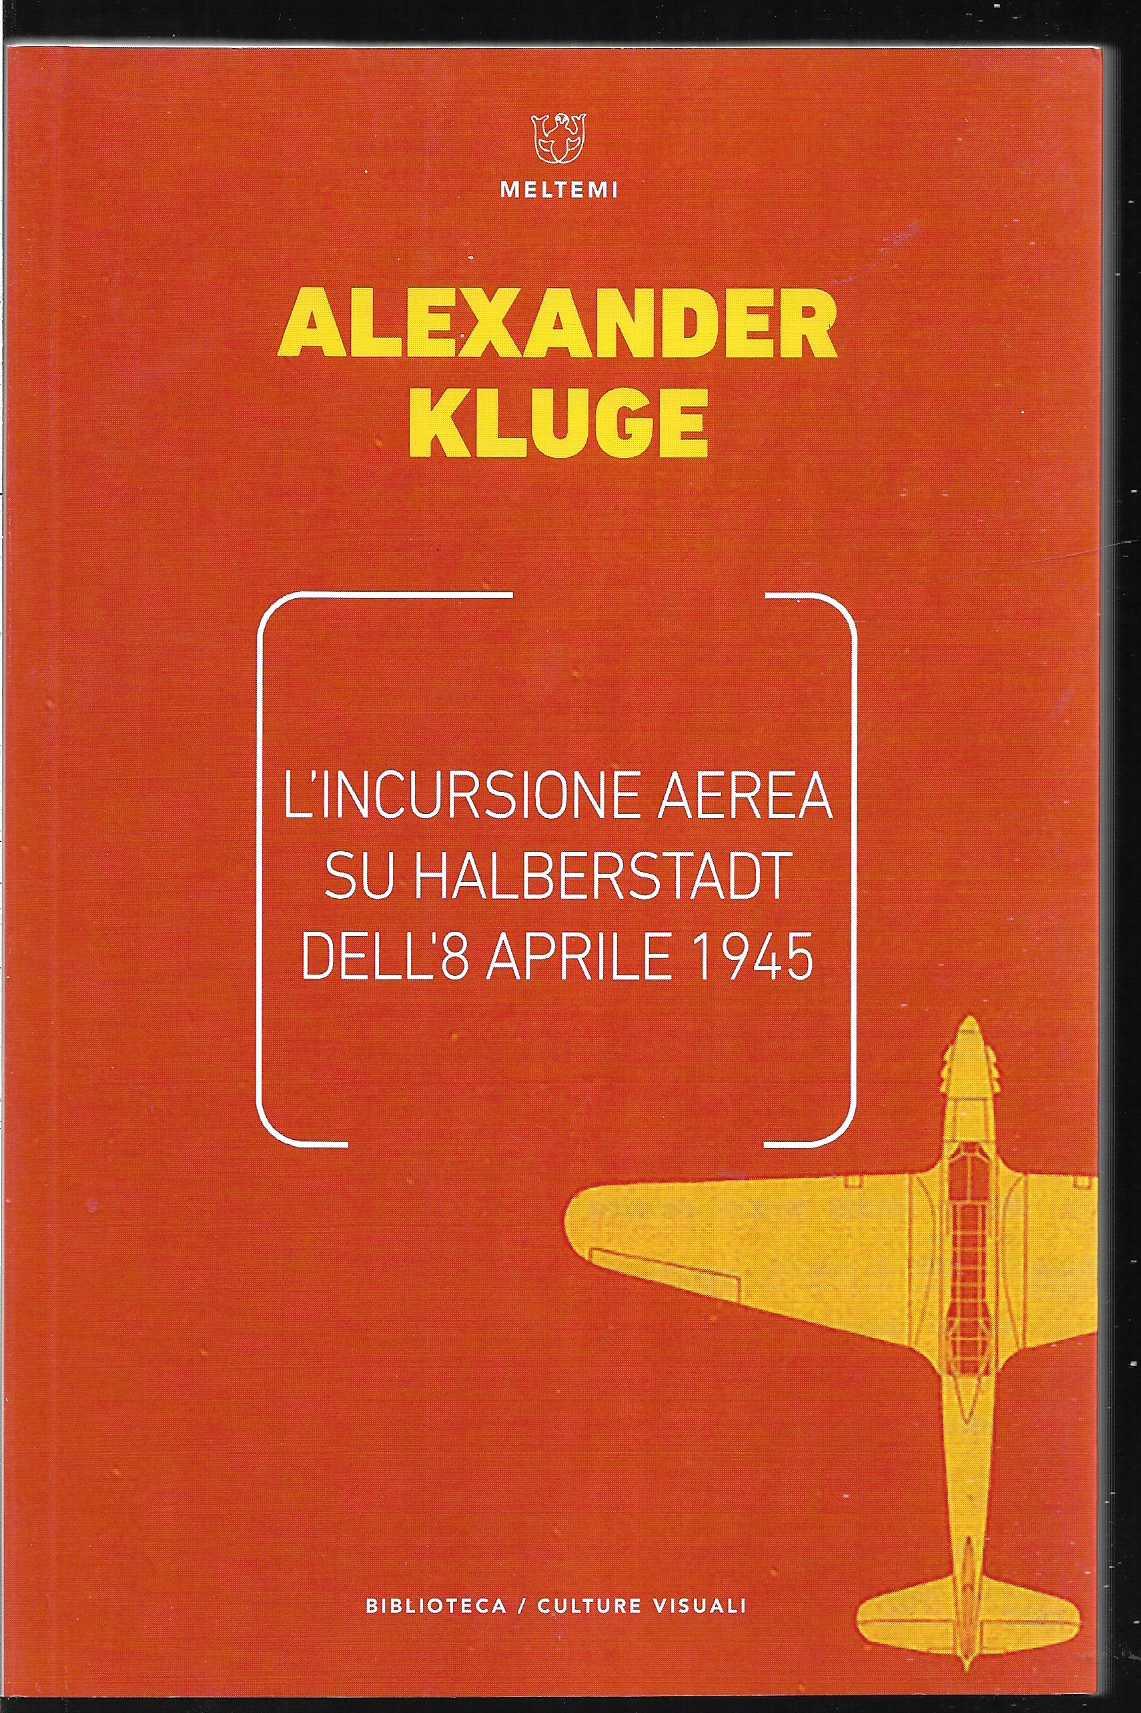 MELTEMI
ALEXANDER
KLUGE
L'INCURSIONE AEREA
SU HALBERSTADT
DELL'8 APRILE 1945
BIBLIOTECA / CULTURE VISUALI